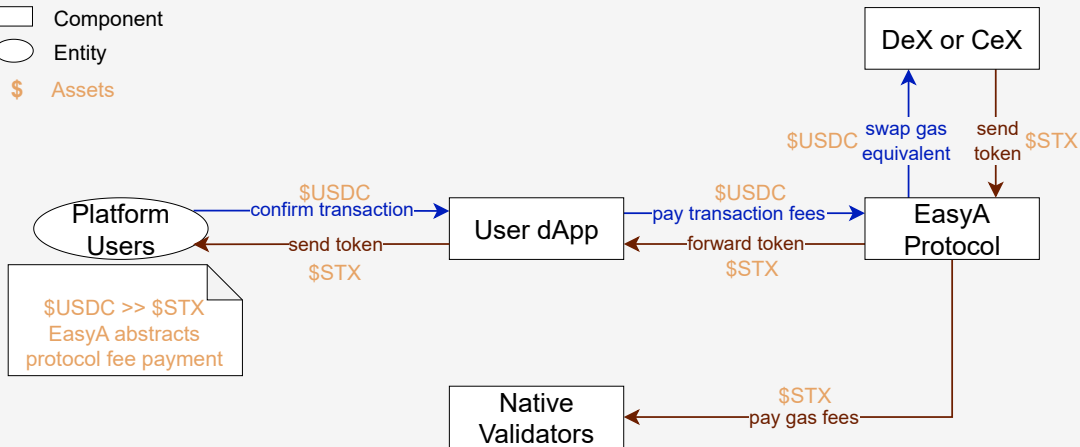 Component
Entity
$ Assets
DeX or CeX
$USDC
swap gas
equivalent
send
token
$STX
Platform
Users
$USDC
confirm transaction
send token
$STX
User dApp
$USDC
pay transaction fees
forward token
$STX
EasyA
Protocol
$USDC >> $STX
EasyA abstracts
protocol fee payment
Native
Validators
$STX
pay gas fees